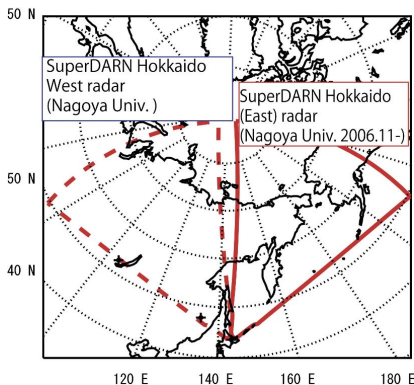 50 N
SuperDARN Hokkaido
West radar
(Nagoya Univ. )
SuperDARN Hokkaido
(East) radar
(Nagoya Univ. 2006.11-)
50 N
40 N
120 E 140 E 160 E 180 E